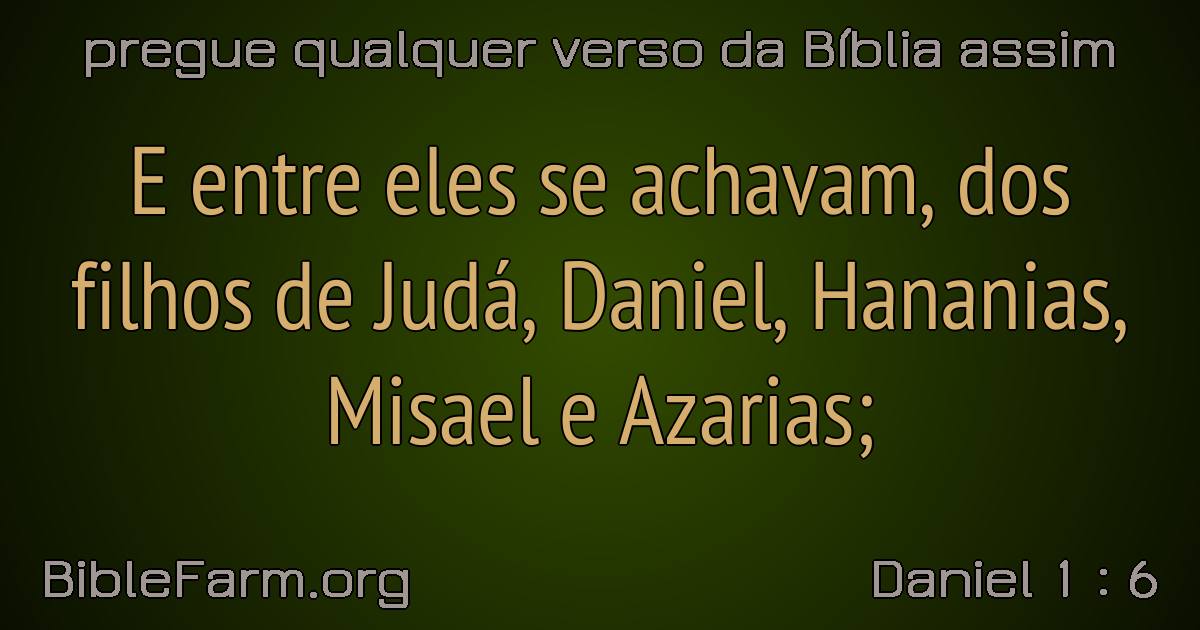 pregue qualquer verso da Bíblia assim
E entre eles se achavam, dos
filhos de Judá, Daniel, Hananias,
Misael e Azarias;
BibleFarm.org
Daniel 1 : 6